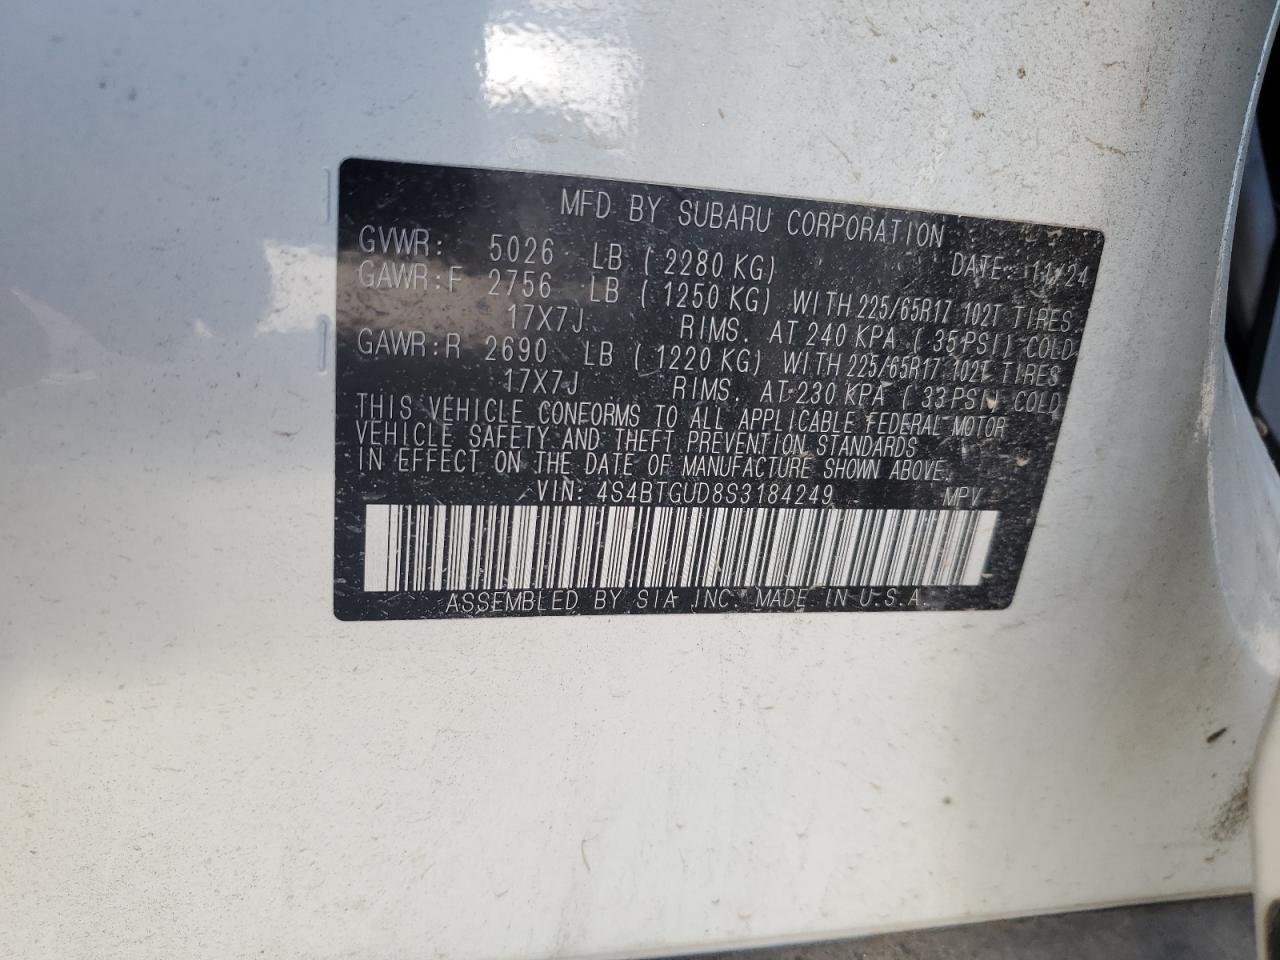 MFD BY SUBARU CORPORATION
GVWR: 5026 LB ( 2280 KG) DATE: 11/24
GAWR:F 2756 LB ( 1250 KG) WITH 225/65R17 102T TIRES.
17X7J RIMS. AT 240 KPA ( 35PSI) COLD
GAWR:R 2690 LB ( 1220 KG) WITH 225/65R17 102T TIRES.
17X7J RIMS. AT 230 KPA ( 33PSI) COLD
THIS VEHICLE CONFORMS TO ALL APPLICABLE FEDERAL MOTOR
VEHICLE SAFETY AND THEFT PREVENTION STANDARDS
IN EFFECT ON THE DATE OF MANUFACTURE SHOWN ABOVE.
VIN: 4S4BTGUD8S3184249 MPV
ASSEMBLED BY SIA INC. MADE IN U.S.A.